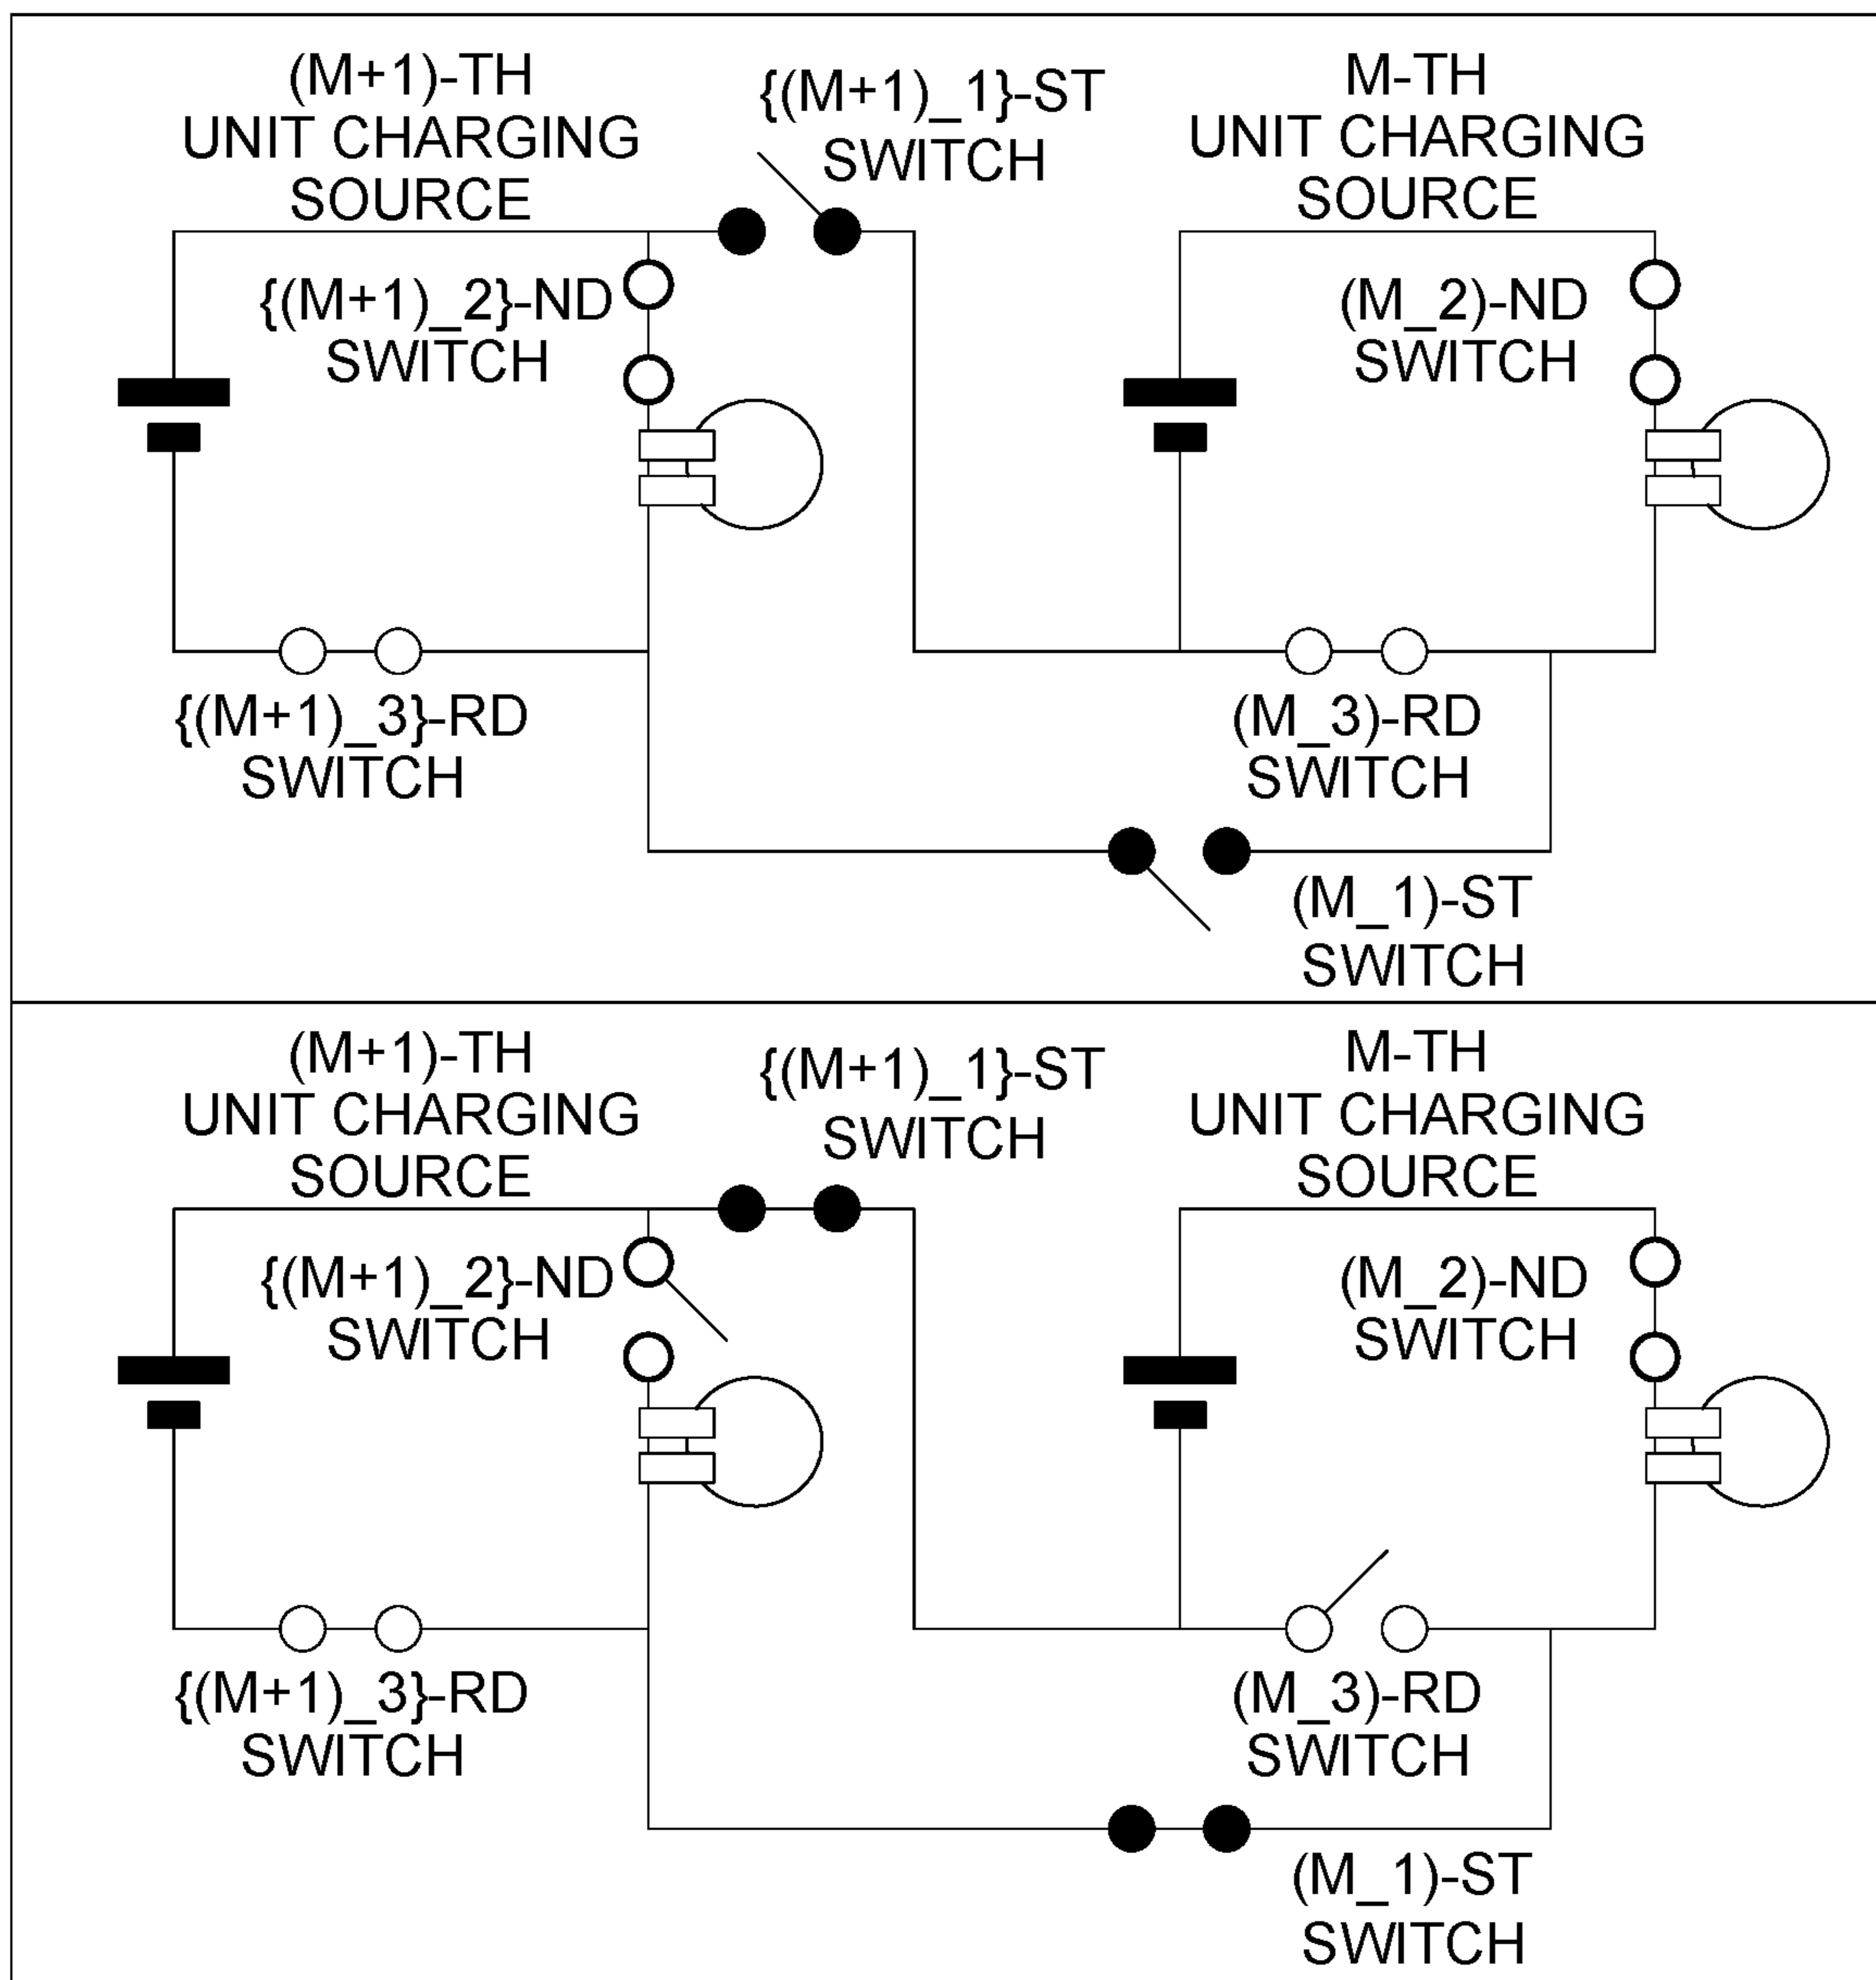 (M+1)-TH
UNIT CHARGING
SOURCE
{(M+1)_1}-ST
SWITCH
M-TH
UNIT CHARGING
SOURCE
{(M+1)_2}-ND
SWITCH
(M_2)-ND
SWITCH
{(M+1)_3}-RD
SWITCH
(M_3)-RD
SWITCH
(M_1)-ST
SWITCH
(M+1)-TH
UNIT CHARGING
SOURCE
{(M+1)_1}-ST
SWITCH
M-TH
UNIT CHARGING
SOURCE
{(M+1)_2}-ND
SWITCH
(M_2)-ND
SWITCH
{(M+1)_3}-RD
SWITCH
(M_3)-RD
SWITCH
(M_1)-ST
SWITCH